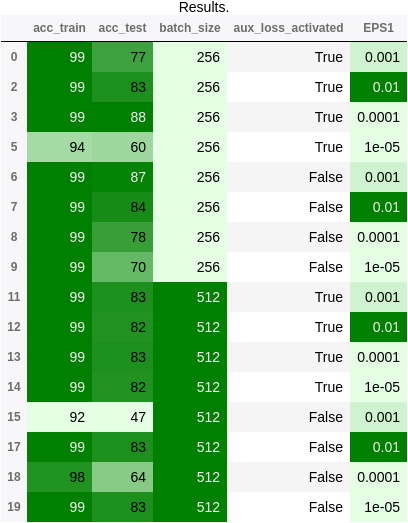 Results.
acc_train acc_test batch_size aux_loss_activated EPS1
0 99 77 256 True 0.001
2 99 83 256 True 0.01
3 99 88 256 True 0.0001
5 94 60 256 True 1e-05
6 99 87 256 False 0.001
7 99 84 256 False 0.01
8 99 78 256 False 0.0001
9 99 70 256 False 1e-05
11 99 83 512 True 0.001
12 99 82 512 True 0.01
13 99 83 512 True 0.0001
14 99 82 512 True 1e-05
15 92 47 512 False 0.001
17 99 83 512 False 0.01
18 98 64 512 False 0.0001
19 99 83 512 False 1e-05